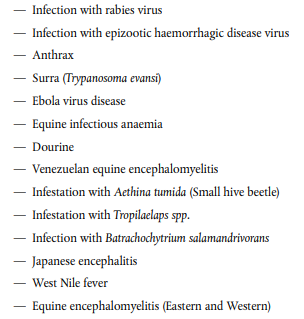 — Infection with rabies virus
— Infection with epizootic haemorrhagic disease virus
— Anthrax
— Surra (Trypanosoma evansi)
— Ebola virus disease
— Equine infectious anaemia
— Dourine
— Venezuelan equine encephalomyelitis
— Infestation with Aethina tumida (Small hive beetle)
— Infestation with Tropilaelaps spp.
— Infection with Batrachochytrium salamandrivorans
— Japanese encephalitis
— West Nile fever
— Equine encephalomyelitis (Eastern and Western)